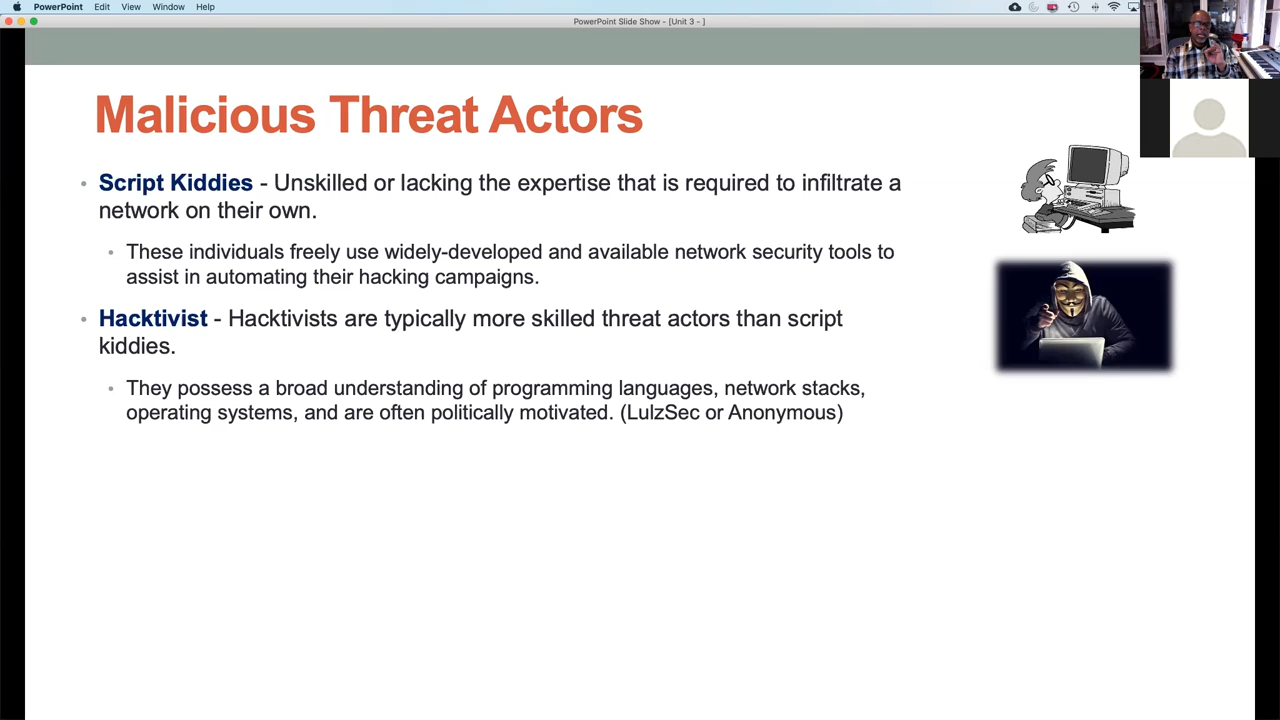 PowerPoint Edit View Window Help
PowerPoint Slide Show - [Unit 3 - ]
Malicious Threat Actors
• Script Kiddies - Unskilled or lacking the expertise that is required to infiltrate a
network on their own.
• These individuals freely use widely-developed and available network security tools to
assist in automating their hacking campaigns.
• Hacktivist - Hacktivists are typically more skilled threat actors than script
kiddies.
• They possess a broad understanding of programming languages, network stacks,
operating systems, and are often politically motivated. (LulzSec or Anonymous)